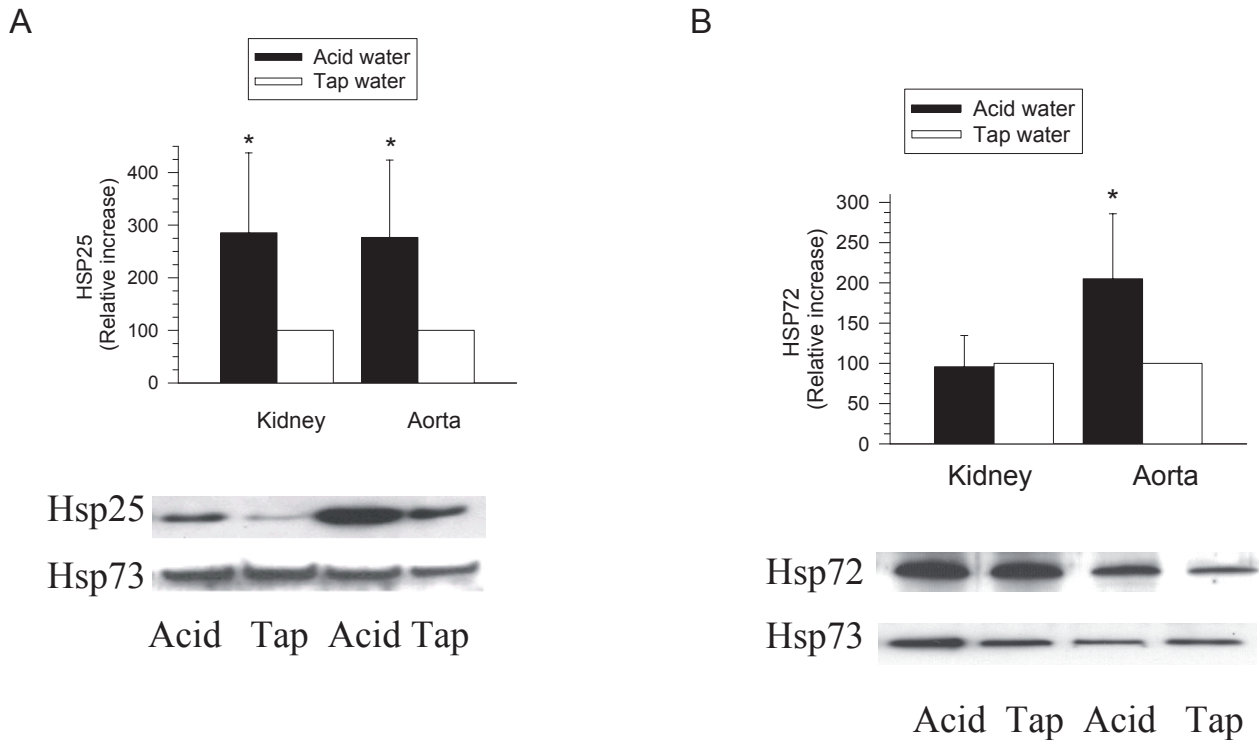 A
Acid water
Tap water
* *
400
300
200
100
0
HSP25
(Relative increase)
Kidney Aorta
Hsp25
Hsp73
Acid Tap Acid Tap
B
Acid water
Tap water
*
300
250
200
150
100
50
0
HSP72
(Relative increase)
Kidney Aorta
Hsp72
Hsp73
Acid Tap Acid Tap